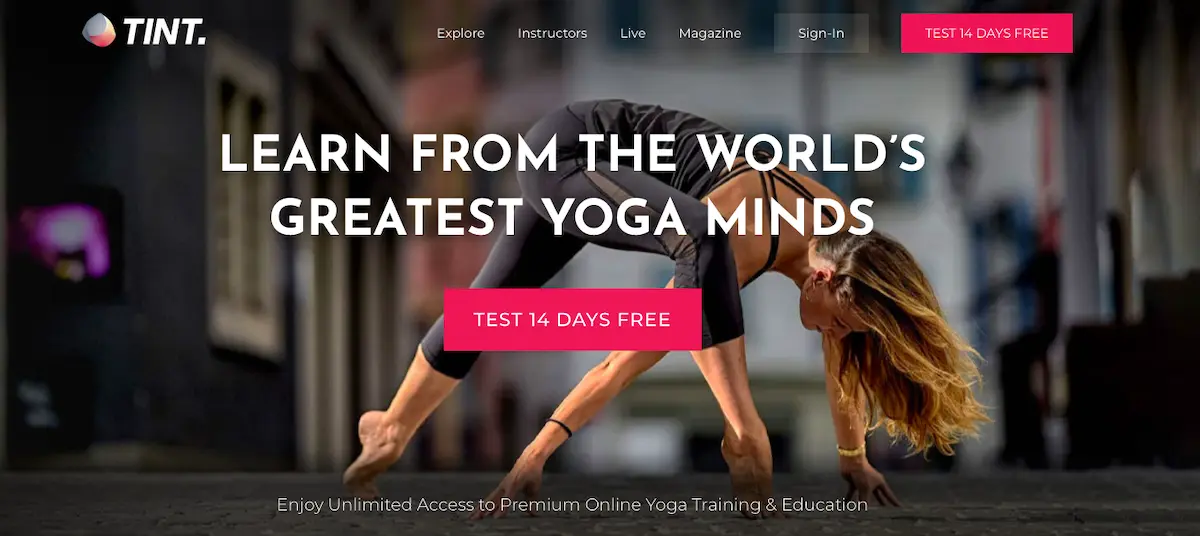 TINT.
Explore
Instructors
Live
Magazine
Sign-In
TEST 14 DAYS FREE
LEARN FROM THE WORLD'S
GREATEST YOGA MINDS
TEST 14 DAYS FREE
Enjoy Unlimited Access to Premium Online Yoga Training & Education